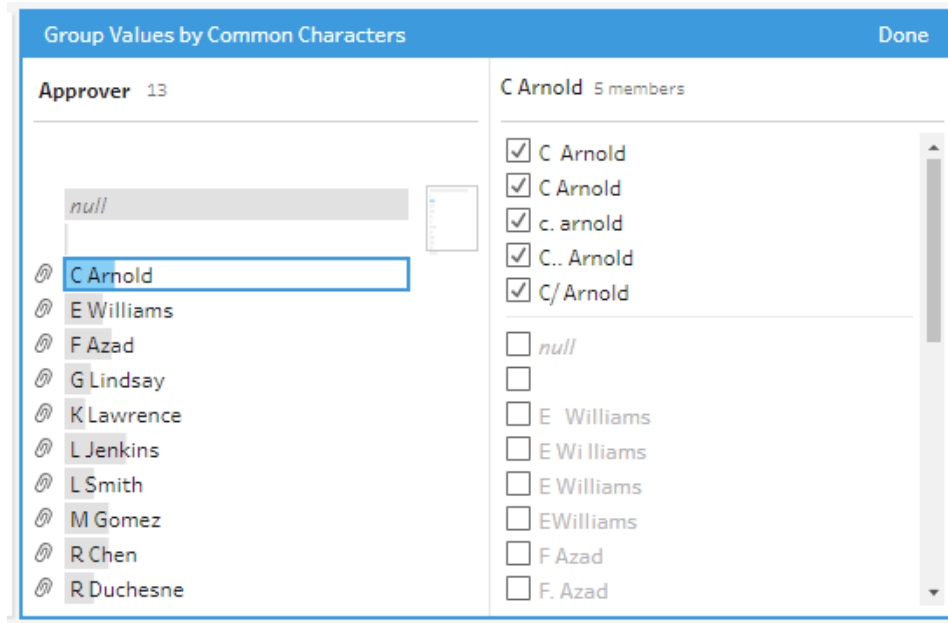 Group Values by Common Characters Done
Approver 13
null
C Arnold
E Williams
F Azad
G Lindsay
K Lawrence
L Jenkins
L Smith
M Gomez
R Chen
R Duchesne
C Arnold 5 members
C  Arnold
C Arnold
c. arnold
C.. Arnold
C/ Arnold
null
E  Williams
E Wi lliams
E Williams
EWilliams
F Azad
F. Azad